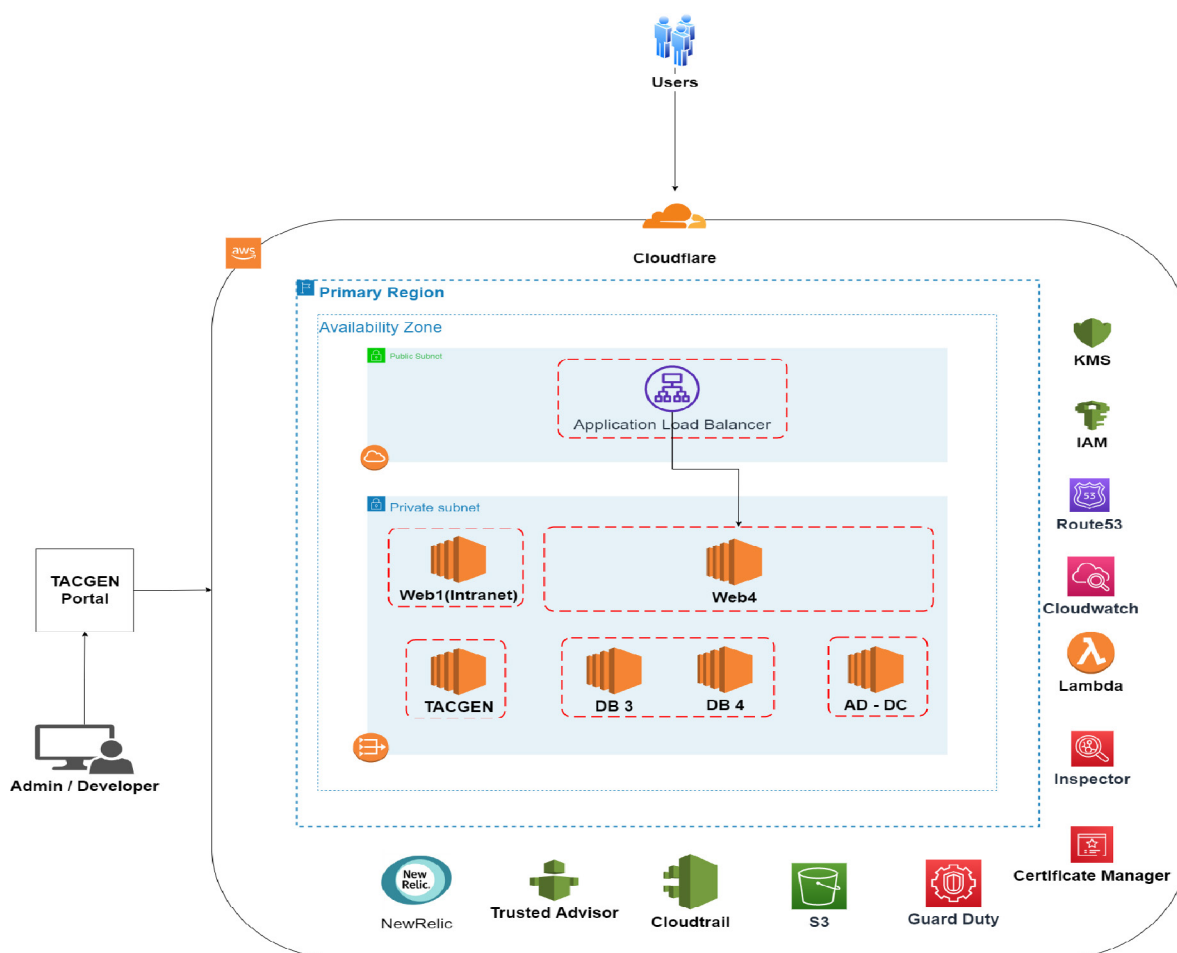 Users
aws
Cloudflare
Primary Region
Availability Zone
Public Subnet
Application Load Balancer
Private subnet
Web1(Intranet)
Web4
TACGEN
DB 3
DB 4
AD - DC
TACGEN
Portal
Admin / Developer
KMS
IAM
53
Route53
Cloudwatch
Lambda
Inspector
Certificate Manager
New
Relic.
NewRelic
Trusted Advisor
Cloudtrail
S3
Guard Duty